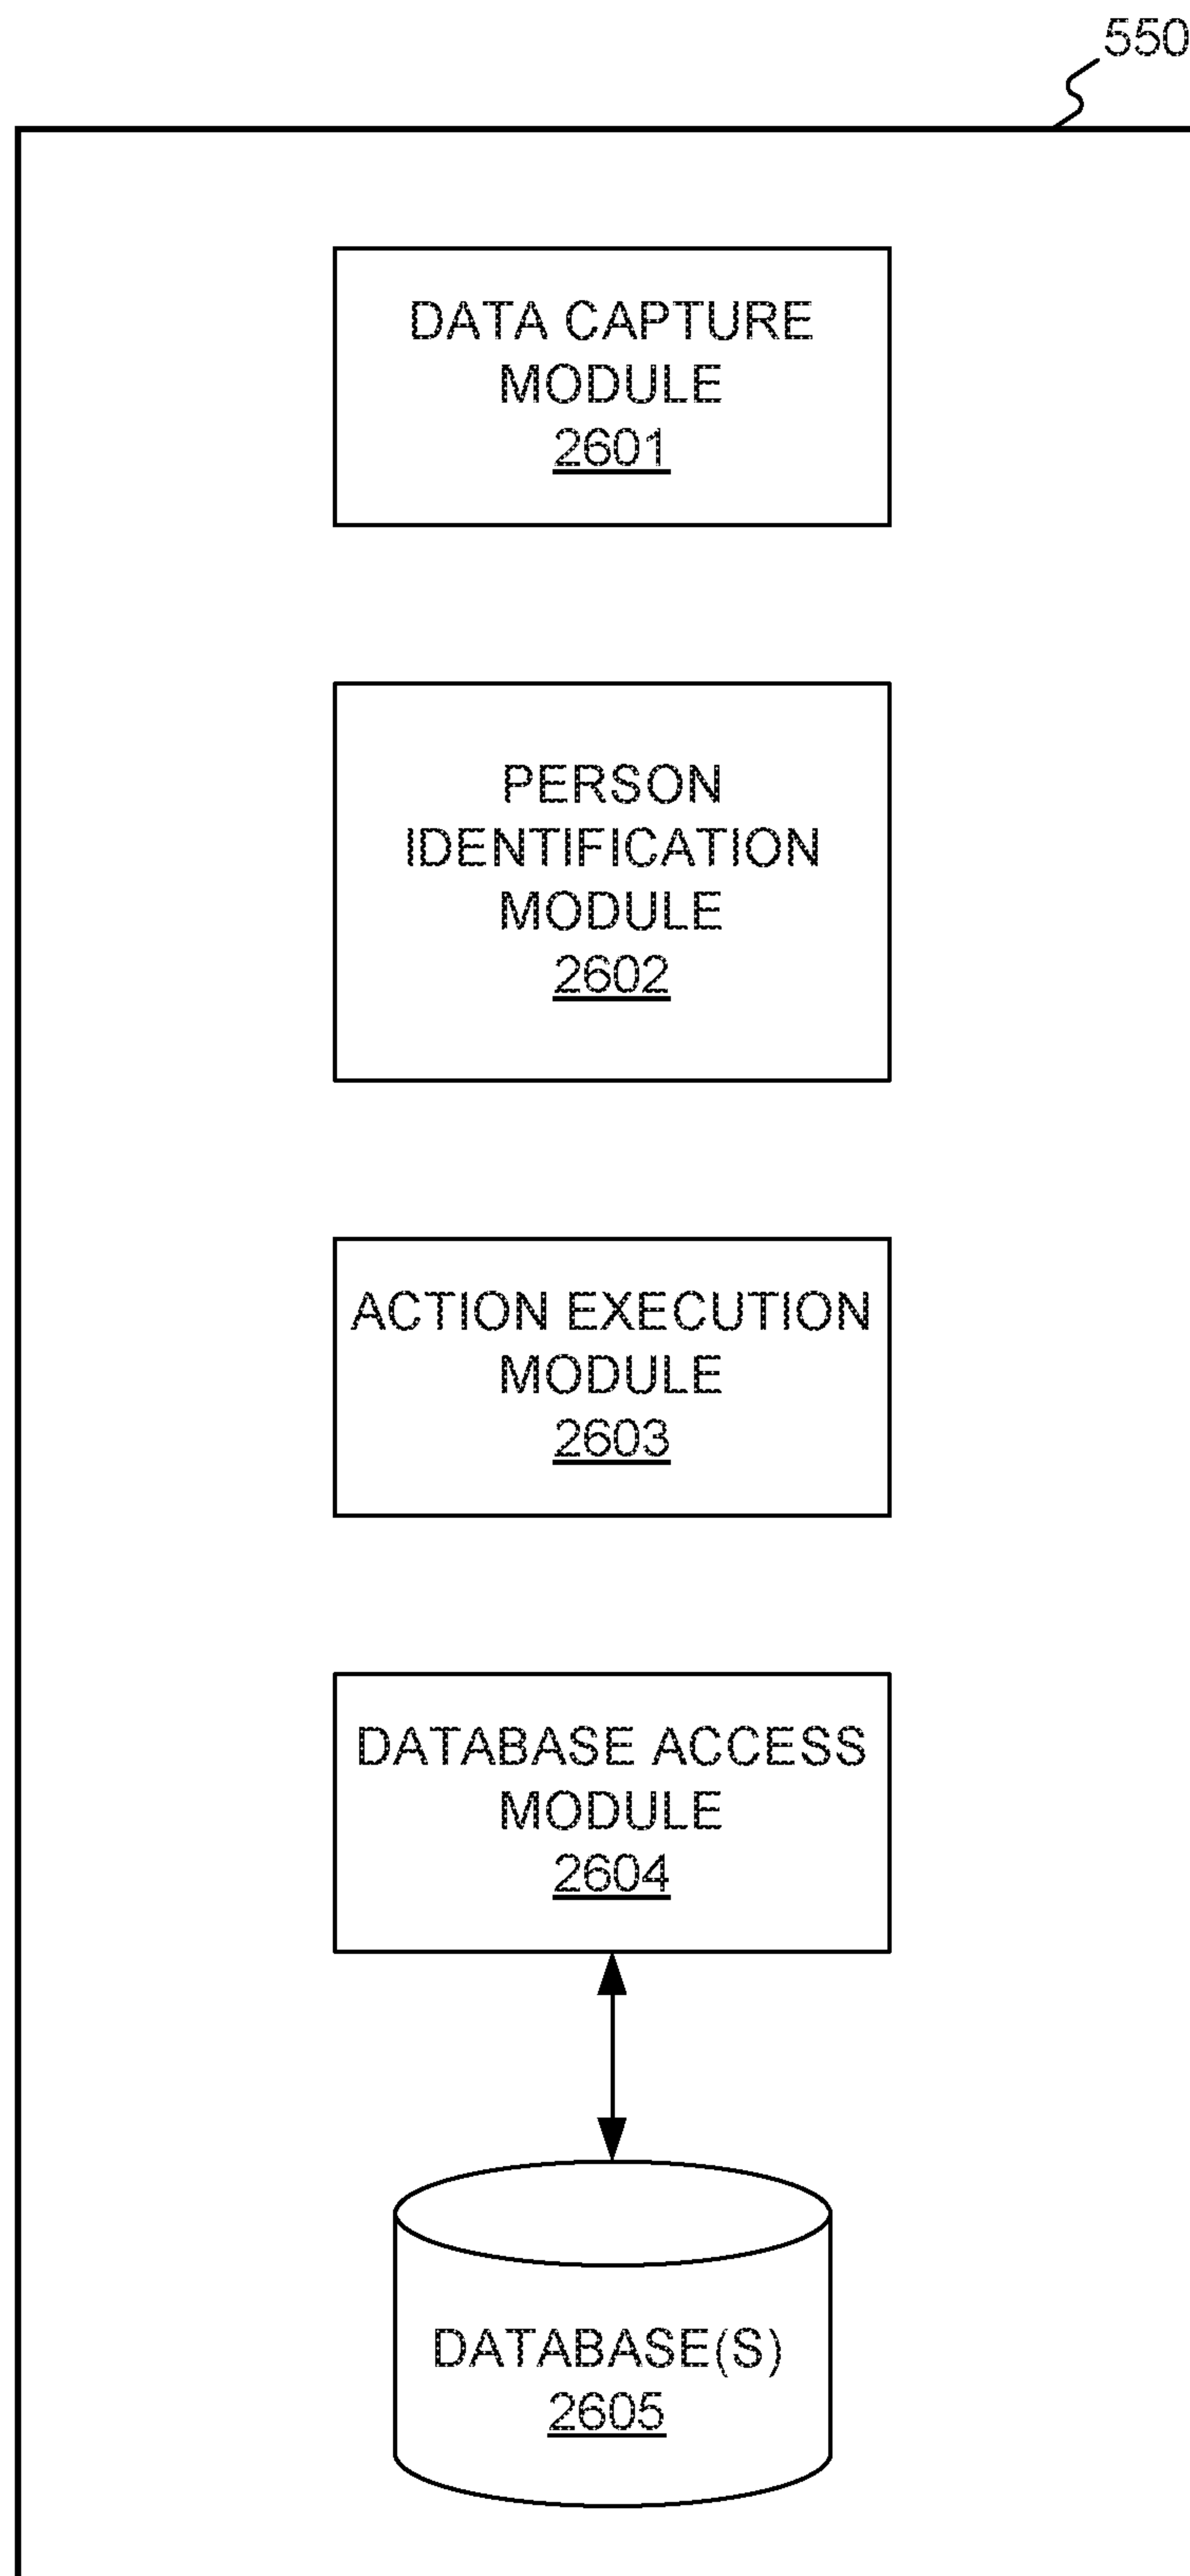 550
DATA CAPTURE
MODULE
2601
PERSON
IDENTIFICATION
MODULE
2602
ACTION EXECUTION
MODULE
2603
DATABASE ACCESS
MODULE
2604
DATABASE(S)
2605